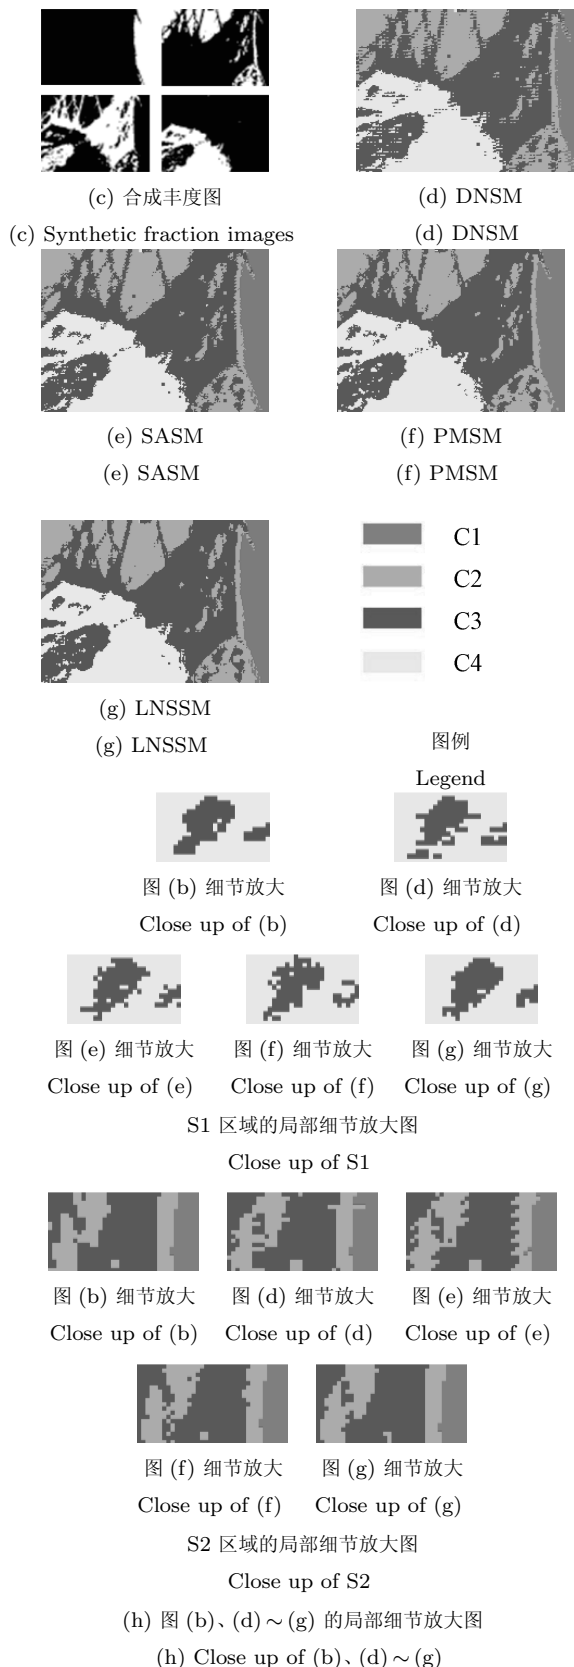 (c) 合成丰度图
(c) Synthetic fraction images
(d) DNSM
(d) DNSM
(e) SASM
(e) SASM
(f) PMSM
(f) PMSM
(g) LNSSM
(g) LNSSM
C1
C2
C3
C4
图例
Legend
图 (b) 细节放大
Close up of (b)
图 (d) 细节放大
Close up of (d)
图 (e) 细节放大
Close up of (e)
图 (f) 细节放大
Close up of (f)
图 (g) 细节放大
Close up of (g)
S1 区域的局部细节放大图
Close up of S1
图 (b) 细节放大
Close up of (b)
图 (d) 细节放大
Close up of (d)
图 (e) 细节放大
Close up of (e)
图 (f) 细节放大
Close up of (f)
图 (g) 细节放大
Close up of (g)
S2 区域的局部细节放大图
Close up of S2
(h) 图 (b)、(d) ~ (g) 的局部细节放大图
(h) Close up of (b)、(d) ~ (g)